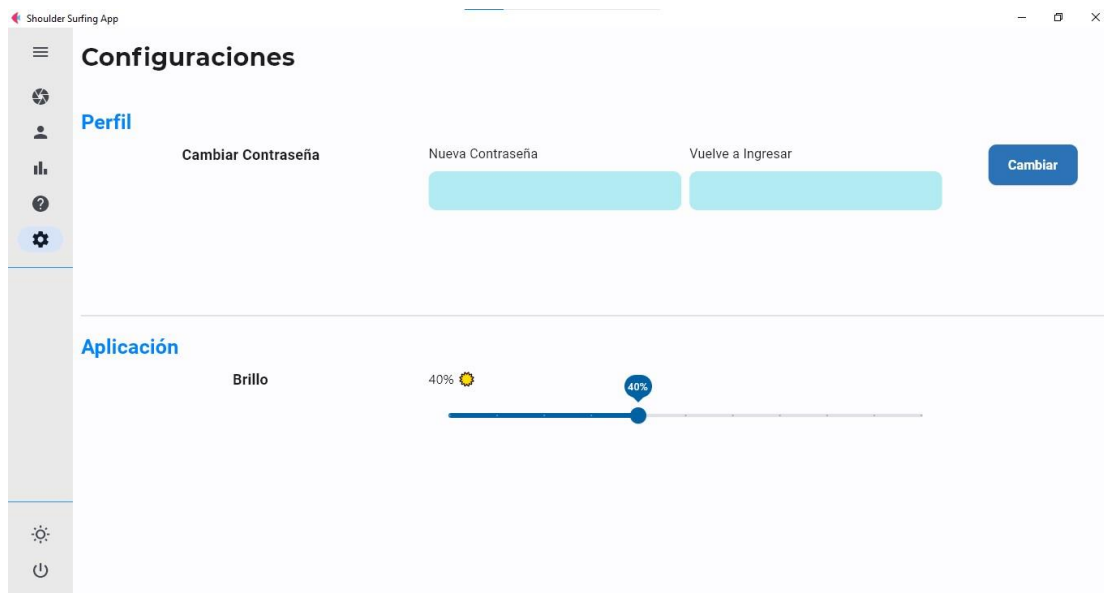 Shoulder Surfing App
Configuraciones
Perfil
Cambiar Contraseña
Nueva Contraseña
Vuelve a Ingresar
Cambiar
Aplicación
Brillo
40%
40%